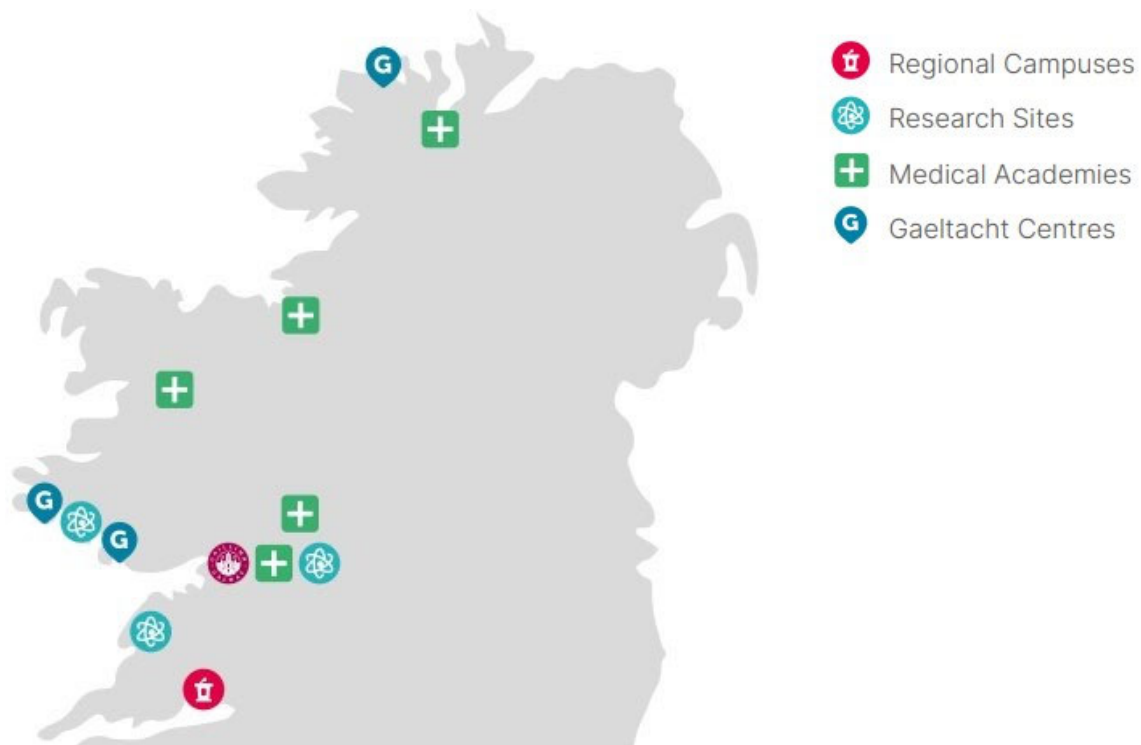 G
Regional Campuses
Research Sites
Medical Academies
G Gaeltacht Centres
G
G